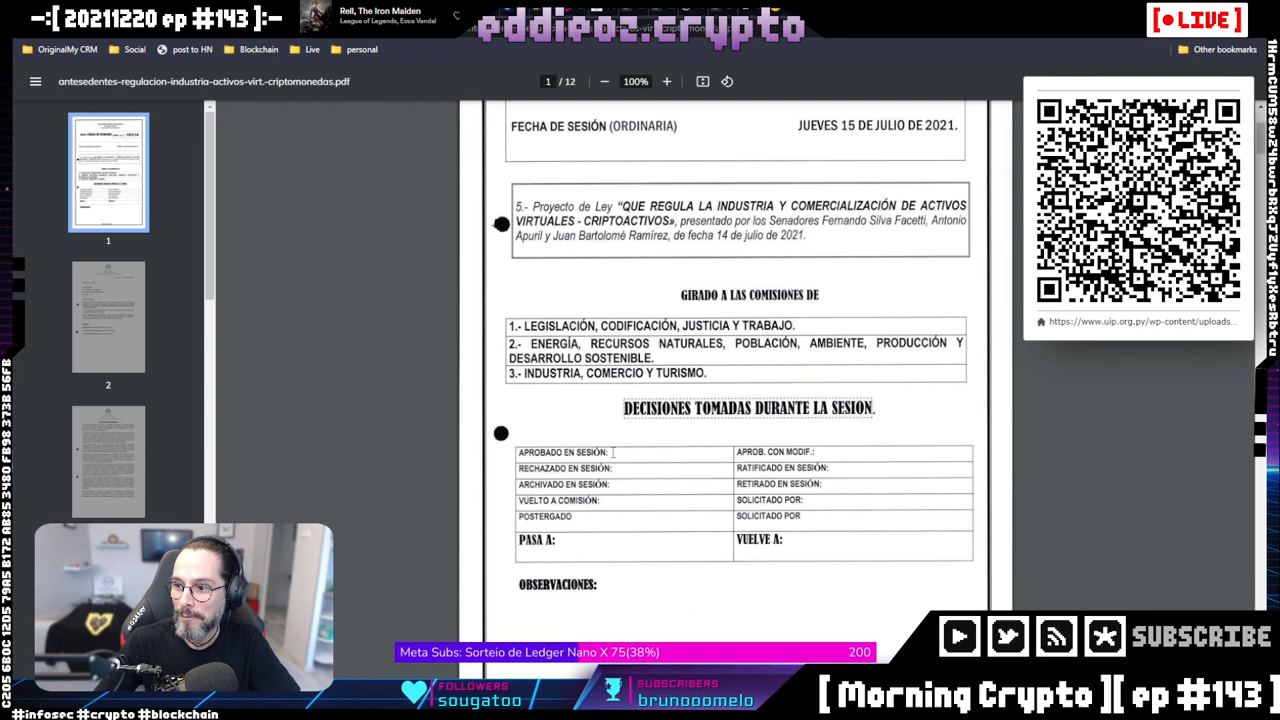 -:[ 20211220 ep #143 ]:-
Rell, The Iron Maiden
League of Legends, Ecce Vandal
eddieoz.crypto
[●LIVE]
OriginalMy CRM
Social
post to HN
Blockchain
Live
personal
Other bookmarks
antesedentes-regulacion-industria-activos-virt.-criptomonedas.pdf
1 / 12
100%
FECHA DE SESIÓN (ORDINARIA) JUEVES 15 DE JULIO DE 2021.
5.- Proyecto de Ley “QUE REGULA LA INDUSTRIA Y COMERCIALIZACIÓN DE ACTIVOS
VIRTUALES - CRIPTOACTIVOS», presentado por los Senadores Fernando Silva Facetti, Antonio
Apuril y Juan Bartolomé Ramírez, de fecha 14 de julio de 2021.
GIRADO A LAS COMISIONES DE
1.- LEGISLACIÓN, CODIFICACIÓN, JUSTICIA Y TRABAJO.
2.- ENERGÍA, RECURSOS NATURALES, POBLACIÓN, AMBIENTE, PRODUCCIÓN Y
DESARROLLO SOSTENIBLE.
3.- INDUSTRIA, COMERCIO Y TURISMO.
DECISIONES TOMADAS DURANTE LA SESION.
APROBADO EN SESIÓN: APROB. CON MODIF.:
RECHAZADO EN SESIÓN: RATIFICADO EN SESIÓN:
ARCHIVADO EN SESIÓN: RETIRADO EN SESIÓN:
VUELTO A COMISIÓN: SOLICITADO POR:
POSTERGADO SOLICITADO POR
PASA A: VUELVE A:
OBSERVACIONES:
1
2
https://www.uip.org.py/wp-content/uploads...
Meta Subs: Sorteio de Ledger Nano X 75(38%) 200
FOLLOWERS
sougatoo
SUBSCRIBERS
brunooomelo
SUBSCRIBE
[ Morning Crypto ][ ep #143 ]
#infosec #crypto #blockchain